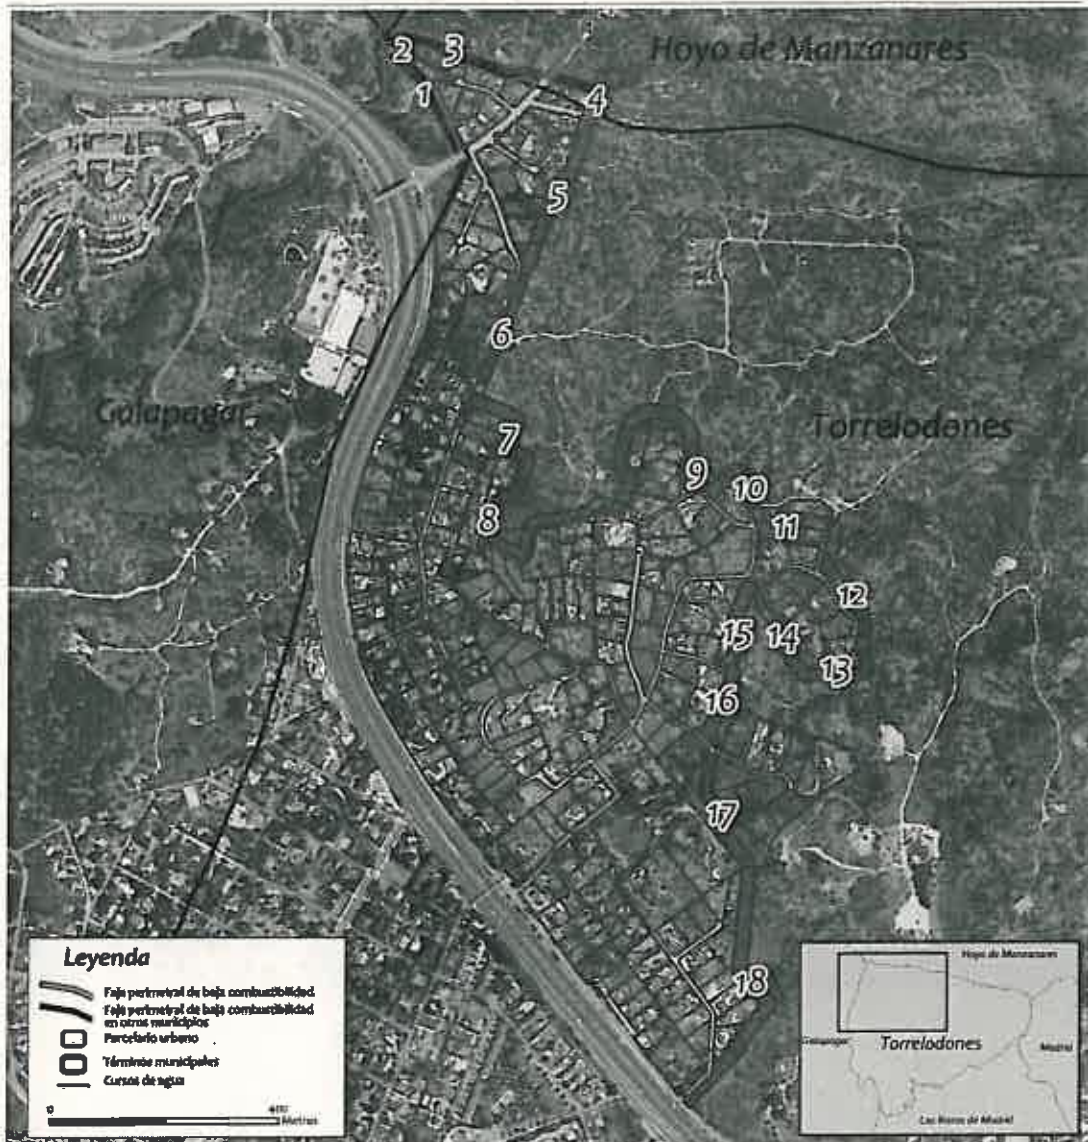 Hoyo de Manzanares
2
3
1
4
5
6
Galapagar
Torrelodones
7
8
9
10
11
12
15
14
13
16
17
18
Leyenda
Faja perimetral de baja combustibilidad
Faja perimetral de baja combustibilidad
en otros municipios
Parcelario urbano
Términos municipales
Cursos de agua
0 400
Metros
Hoyo de Manzanares
Galapagar
Torrelodones
Madrid
Las Rozas de Madrid